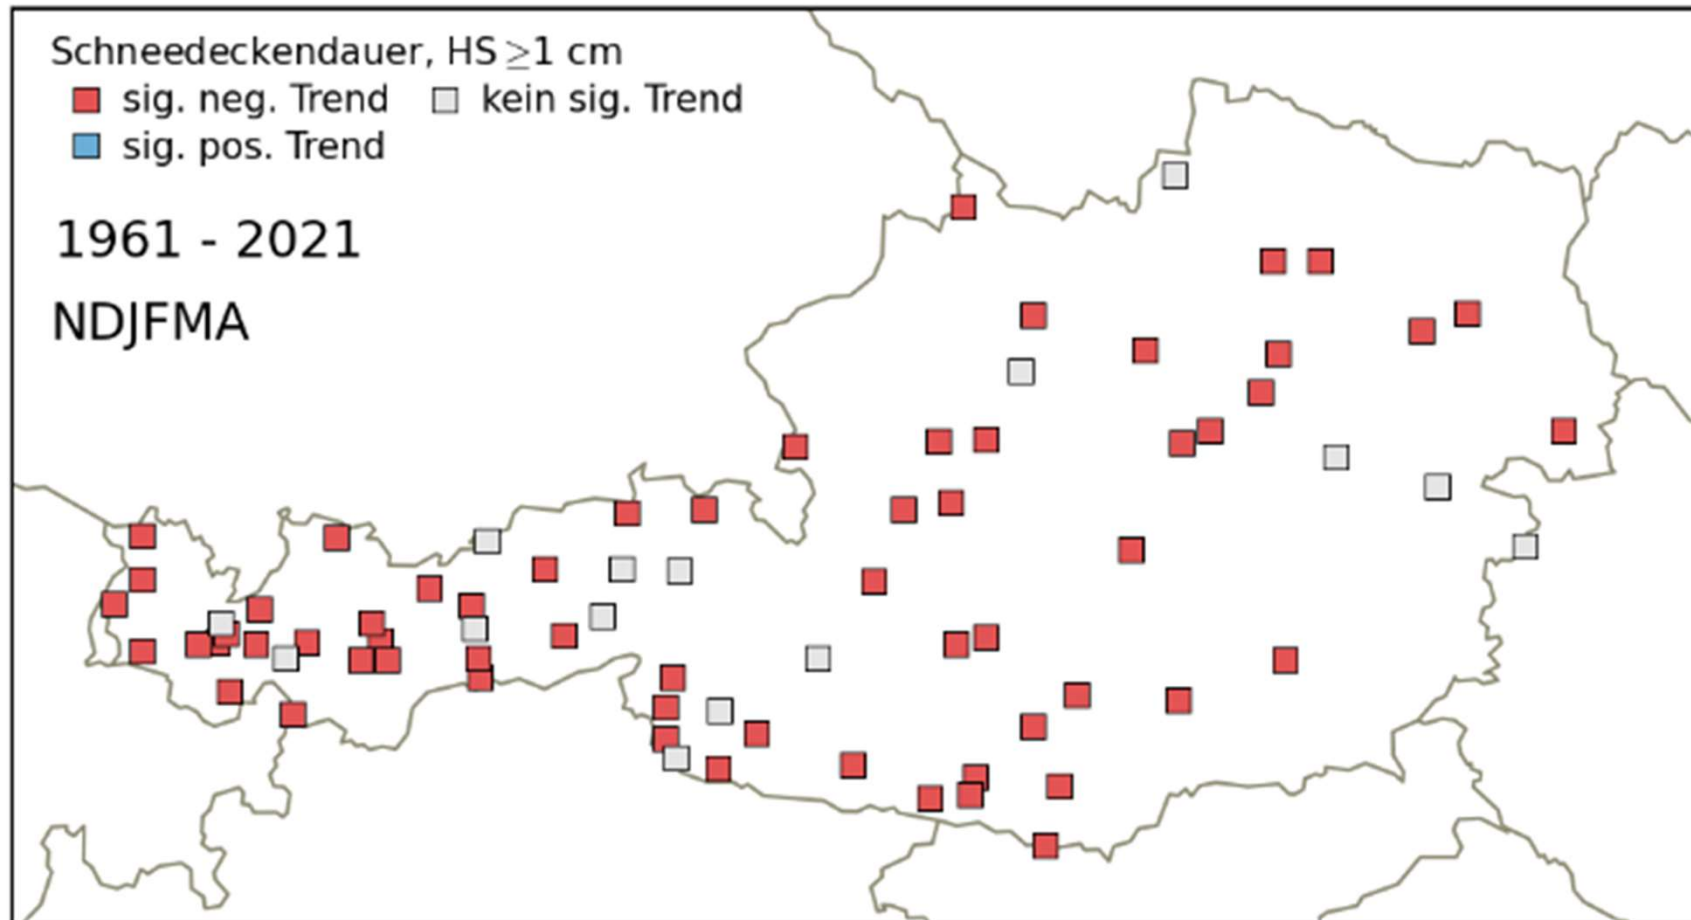 Schneedeckendauer, HS ≥1 cm
sig. neg. Trend kein sig. Trend
sig. pos. Trend
1961 - 2021
NDJFMA